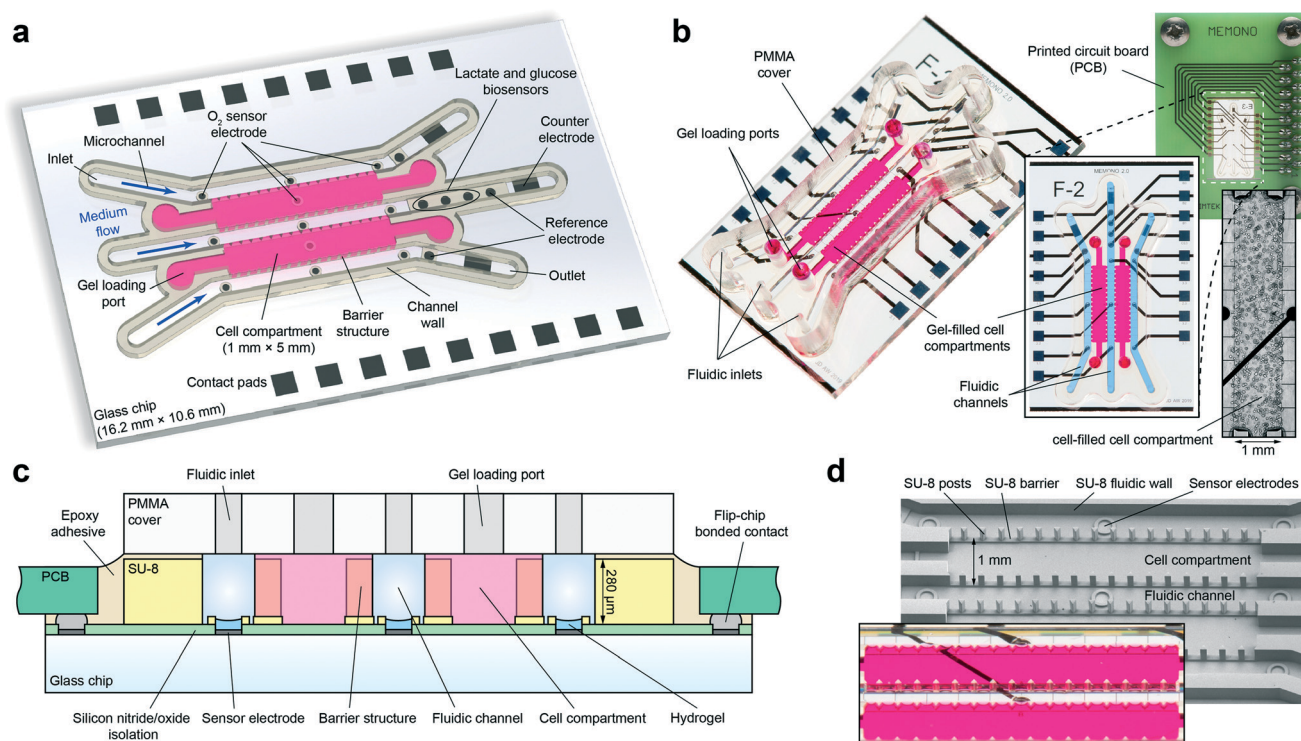 a
Lactate and glucose
biosensors
O2 sensor
electrode
Microchannel
Inlet
Counter
electrode
Medium
flow
Reference
electrode
Gel loading
port
Outlet
Cell compartment
(1 mm × 5 mm)
Barrier
structure
Channel
wall
Contact pads
Glass chip
(16.2 mm × 10.6 mm)
b
PMMA
cover
Printed circuit board
(PCB)
MEMONO
MEMONO 2.0
Gel loading ports
MEMONO 2.0
F-2
Gel-filled cell
compartments
Fluidic inlets
Fluidic
channels
cell-filled cell compartment
1 mm
c
Fluidic inlet
Gel loading port
PMMA
cover
Epoxy
adhesive
Flip-chip
bonded contact
PCB
SU-8
280 µm
Glass chip
Silicon nitride/oxide
isolation
Sensor electrode
Barrier structure
Fluidic channel
Cell compartment
Hydrogel
d
SU-8 posts
SU-8 barrier
SU-8 fluidic wall
Sensor electrodes
1 mm
Cell compartment
Fluidic channel